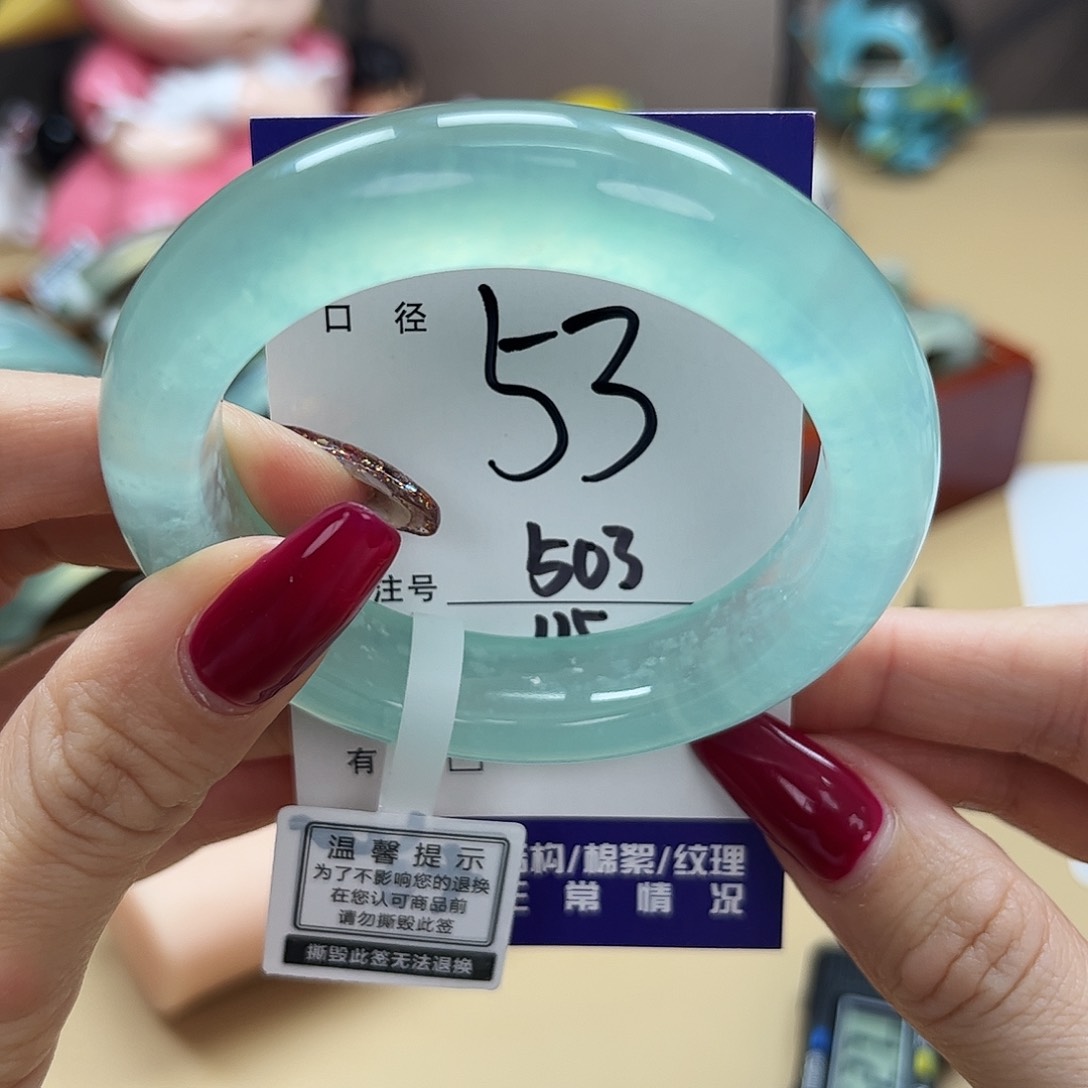 口 径
53
503
注号
115
有 □
结构/棉絮/纹理
正 常 情 况
温 馨 提 示
为了不影响您的退换
在您认可商品前
请勿撕毁此签
撕毁此签无法退换